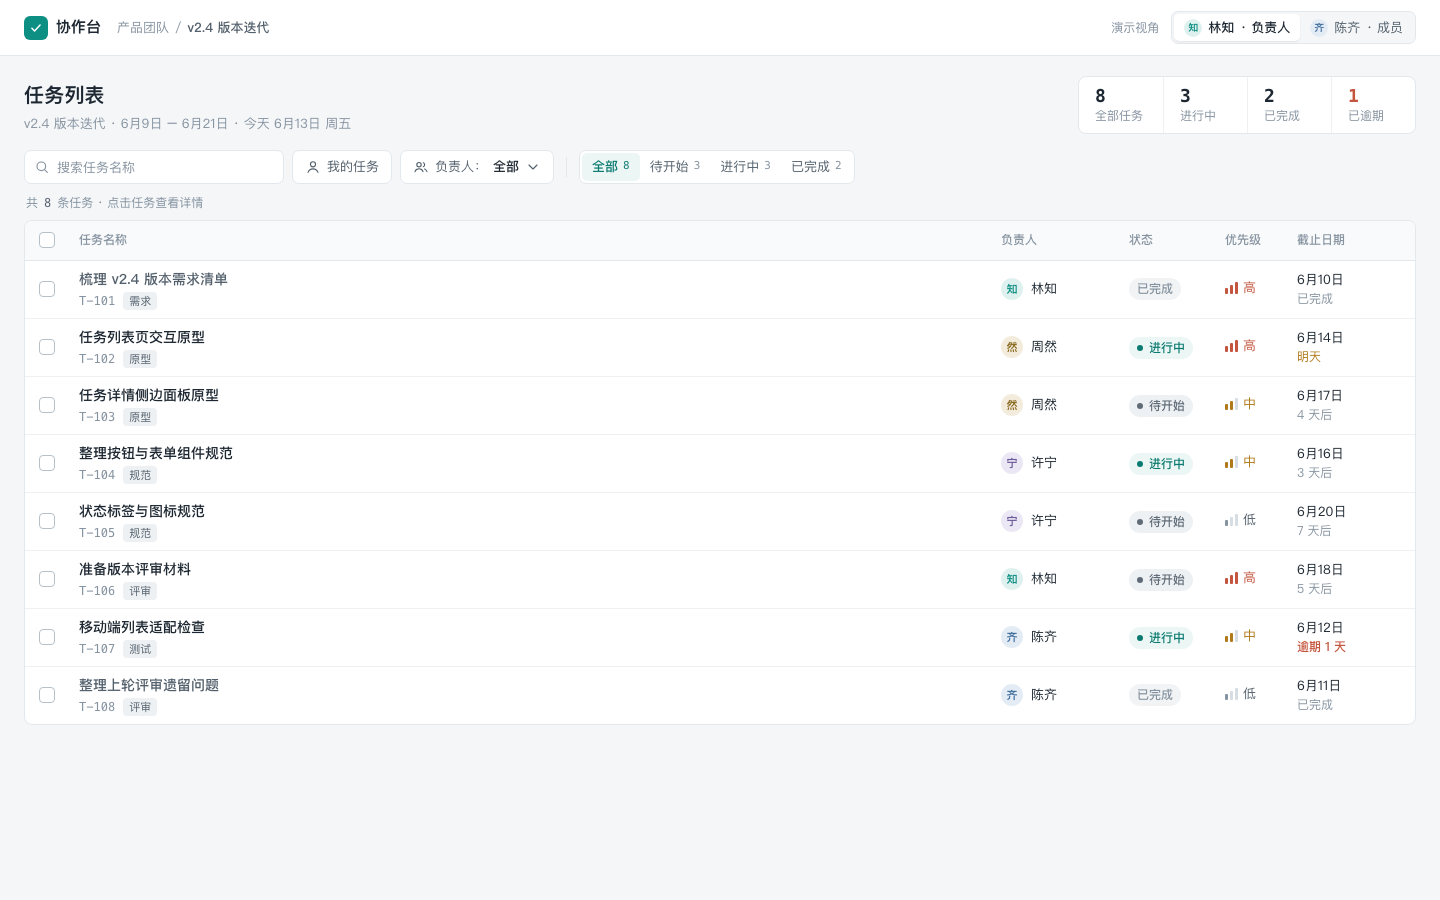 协作台 产品团队 / v2.4 版本迭代 演示视角 知 林知 · 负责人 齐 陈齐 · 成员
任务列表
v2.4 版本迭代 · 6月9日 — 6月21日 · 今天 6月13日 周五
8 3 2 1
全部任务 进行中 已完成 已逾期
搜索任务名称 我的任务 负责人： 全部 全部 8 待开始 3 进行中 3 已完成 2
共 8 条任务 · 点击任务查看详情
任务名称 负责人 状态 优先级 截止日期
梳理 v2.4 版本需求清单 知 林知 已完成 高 6月10日
T-101 需求 已完成
任务列表页交互原型 然 周然 进行中 高 6月14日
T-102 原型 明天
任务详情侧边面板原型 然 周然 待开始 中 6月17日
T-103 原型 4 天后
整理按钮与表单组件规范 宁 许宁 进行中 中 6月16日
T-104 规范 3 天后
状态标签与图标规范 宁 许宁 待开始 低 6月20日
T-105 规范 7 天后
准备版本评审材料 知 林知 待开始 高 6月18日
T-106 评审 5 天后
移动端列表适配检查 齐 陈齐 进行中 中 6月12日
T-107 测试 逾期 1 天
整理上轮评审遗留问题 齐 陈齐 已完成 低 6月11日
T-108 评审 已完成